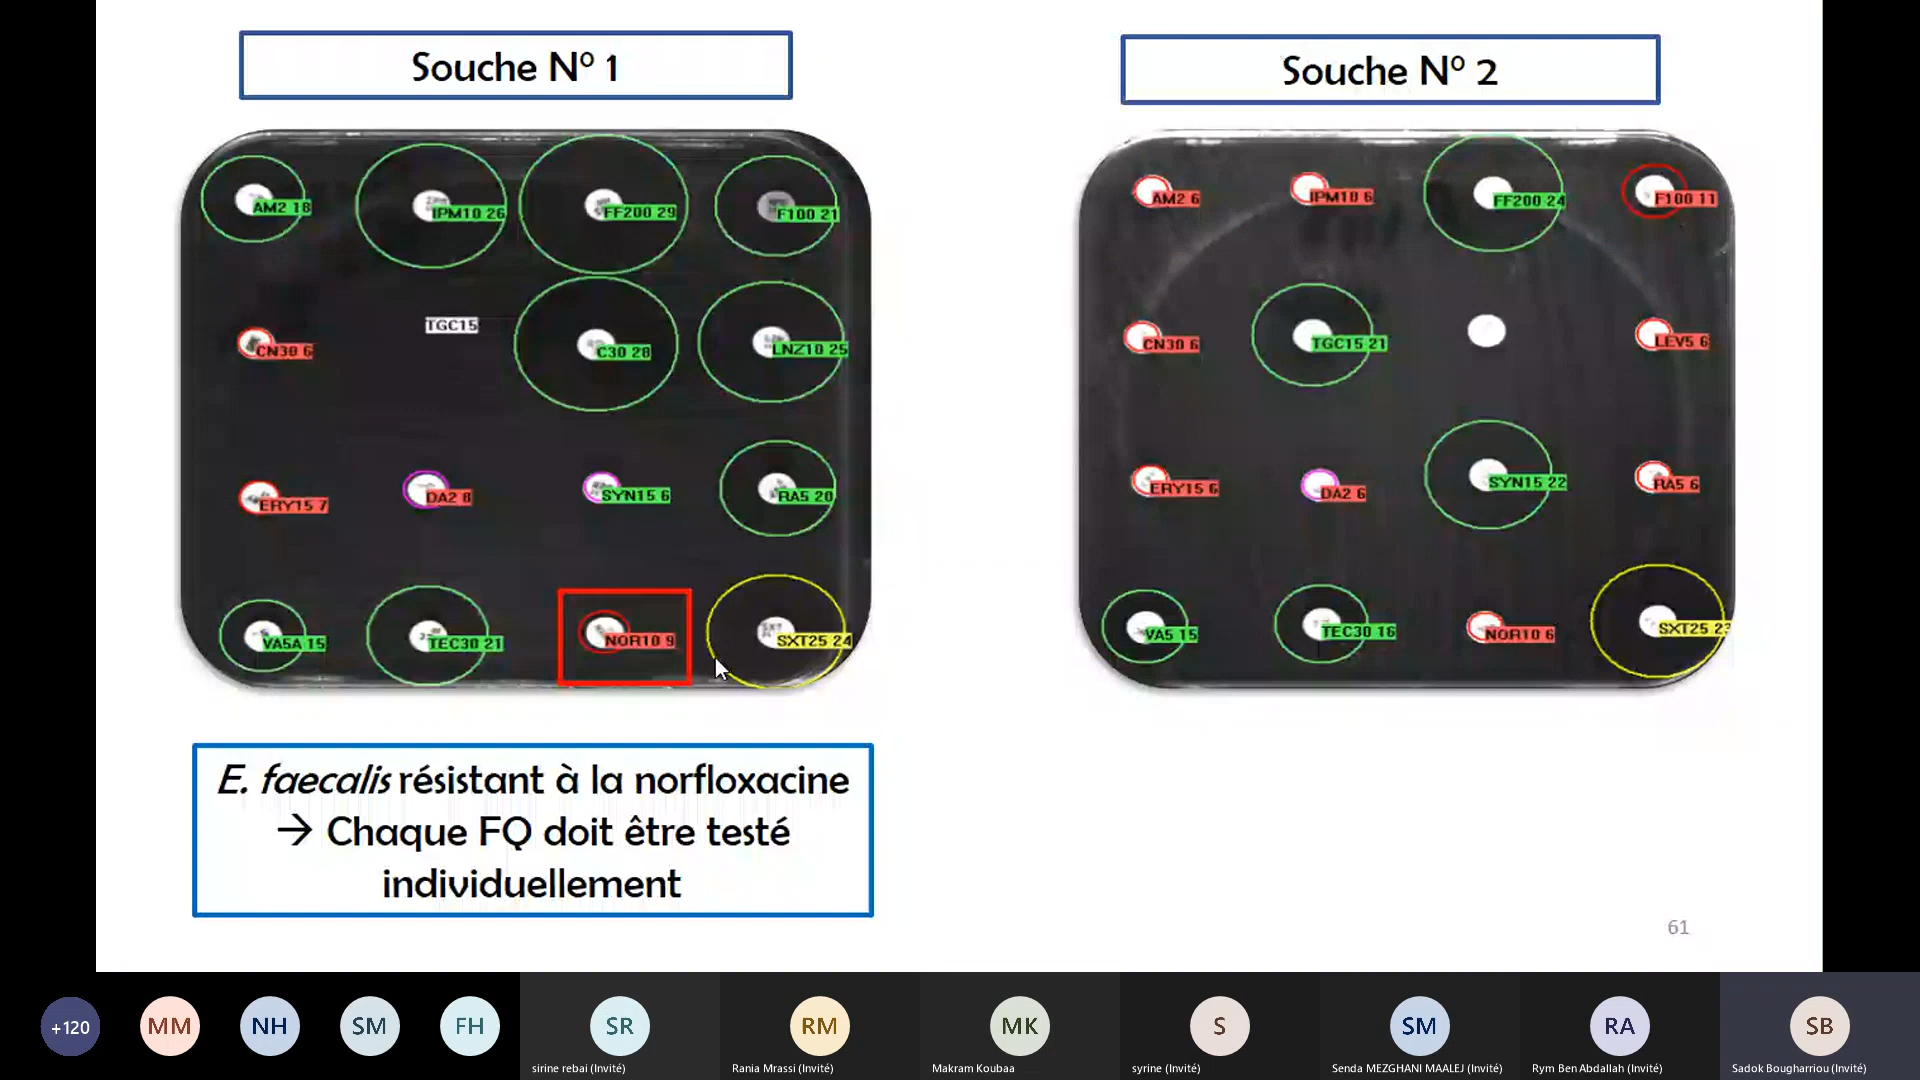 Souche N° 1
Souche N° 2
AM2 18
IPM10 26
FF200 29
F100 21
CN30 6
TGC15
C30 28
LNZ10 25
ERY15 7
DA2 8
SYN15 6
RA5 20
VA5A 15
TEC30 21
NOR10 9
SXT25 24
AM2 6
IPM10 6
FF200 24
F100 11
CN30 6
TGC15 21
LEV5 6
ERY15 6
DA2 6
SYN15 22
RA5 6
VA5 15
TEC30 16
NOR10 6
SXT25 23
E. faecalis résistant à la norfloxacine
→ Chaque FQ doit être testé
individuellement
61
+120
MM
NH
SM
FH
SR
RM
MK
S
SM
RA
SB
sirine rebai (Invité)
Rania Mrassi (Invité)
Makram Koubaa
syrine (Invité)
Senda MEZGHANI MAALEJ (Invité)
Rym Ben Abdallah (Invité)
Sadok Bougharriou (Invité)